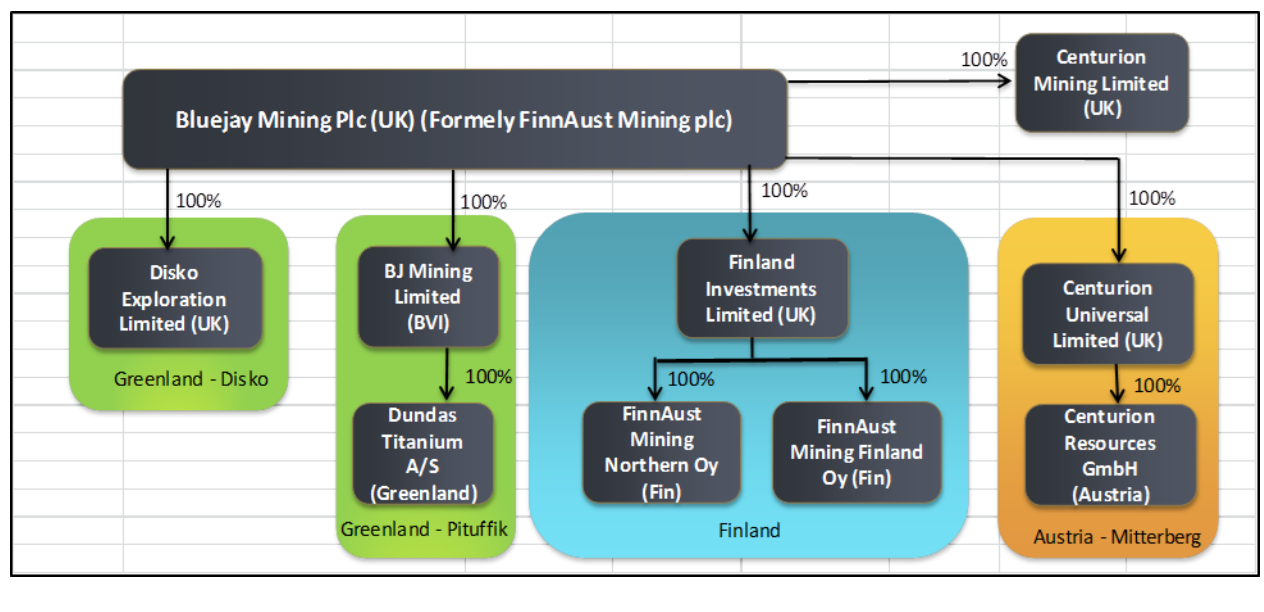 100%
Centurion
Mining Limited
(UK)
Bluejay Mining Plc (UK) (Formely FinnAust Mining plc)
100%
100%
100%
100%
Disko
Exploration
Limited (UK)
Greenland - Disko
BJ Mining
Limited
(BVI)
100%
Dundas
Titanium
A/S
(Greenland)
Greenland - Pituffik
Finland
Investments
Limited (UK)
100%
100%
FinnAust
Mining
Northern Oy
(Fin)
FinnAust
Mining Finland
Oy (Fin)
Finland
Centurion
Universal
Limited (UK)
100%
Centurion
Resources
GmbH
(Austria)
Austria - Mitterberg